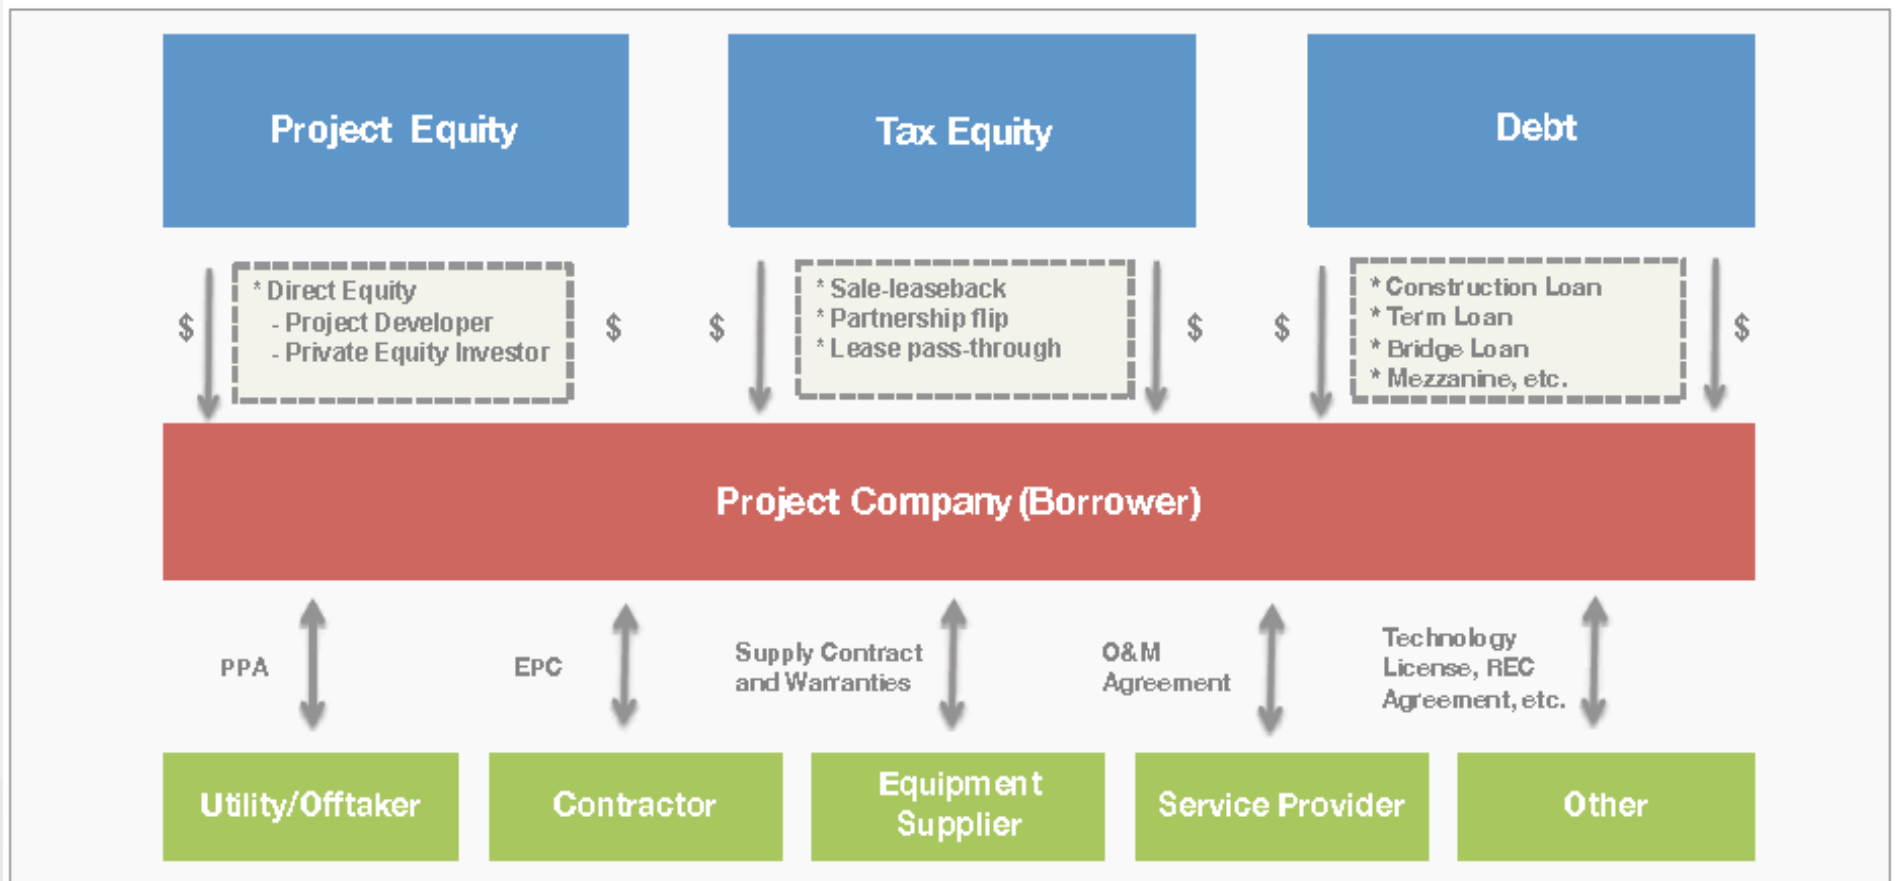 Project Equity
Tax Equity
Debt
$
* Direct Equity
- Project Developer
- Private Equity Investor
$
$
* Sale-leaseback
* Partnership flip
* Lease pass-through
$
$
* Construction Loan
* Term Loan
* Bridge Loan
* Mezzanine, etc.
$
Project Company (Borrower)
PPA
EPC
Supply Contract
and Warranties
O&M
Agreement
Technology
License, REC
Agreement, etc.
Utility/Offtaker
Contractor
Equipment
Supplier
Service Provider
Other